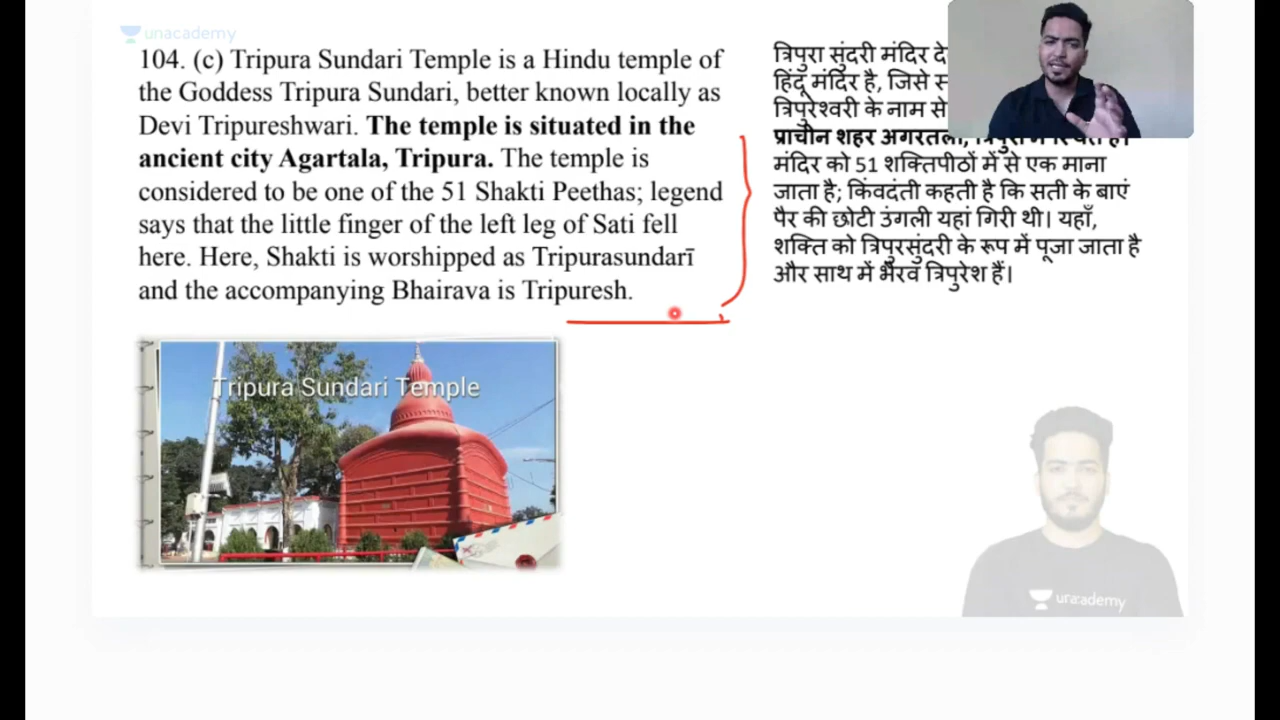 unacademy
104. (c) Tripura Sundari Temple is a Hindu temple of
the Goddess Tripura Sundari, better known locally as
Devi Tripureshwari. The temple is situated in the
ancient city Agartala, Tripura. The temple is
considered to be one of the 51 Shakti Peethas; legend
says that the little finger of the left leg of Sati fell
here. Here, Shakti is worshipped as Tripurasundarī
and the accompanying Bhairava is Tripuresh.
त्रिपुरा सुंदरी मंदिर दे
हिंदू मंदिर है, जिसे स
त्रिपुरेश्वरी के नाम से
प्राचीन शहर अगरतला, त्रिपुरा में स्थित है।
मंदिर को 51 शक्तिपीठों में से एक माना
जाता है; किंवदंती कहती है कि सती के बाएं
पैर की छोटी उंगली यहां गिरी थी। यहाँ,
शक्ति को त्रिपुरसुंदरी के रूप में पूजा जाता है
और साथ में भैरव त्रिपुरेश हैं।
Tripura Sundari Temple
unacademy